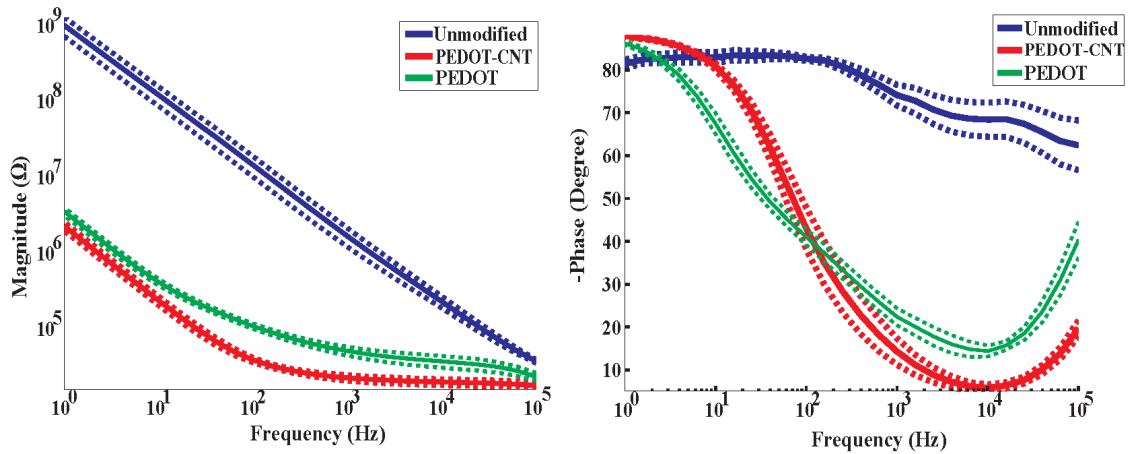 10^9
10^8
10^7
10^6
10^5
Magnitude (Ω)
Unmodified
PEDOT-CNT
PEDOT
10^0 10^1 10^2 10^3 10^4 10^5
Frequency (Hz)
80
70
60
50
40
30
20
10
-Phase (Degree)
Unmodified
PEDOT-CNT
PEDOT
10^0 10^1 10^2 10^3 10^4 10^5
Frequency (Hz)